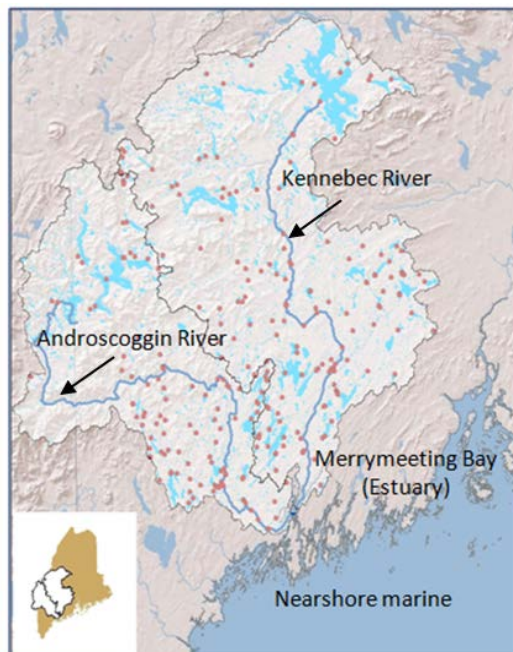 Kennebec River
Androscoggin River
Merrymeeting Bay
(Estuary)
Nearshore marine